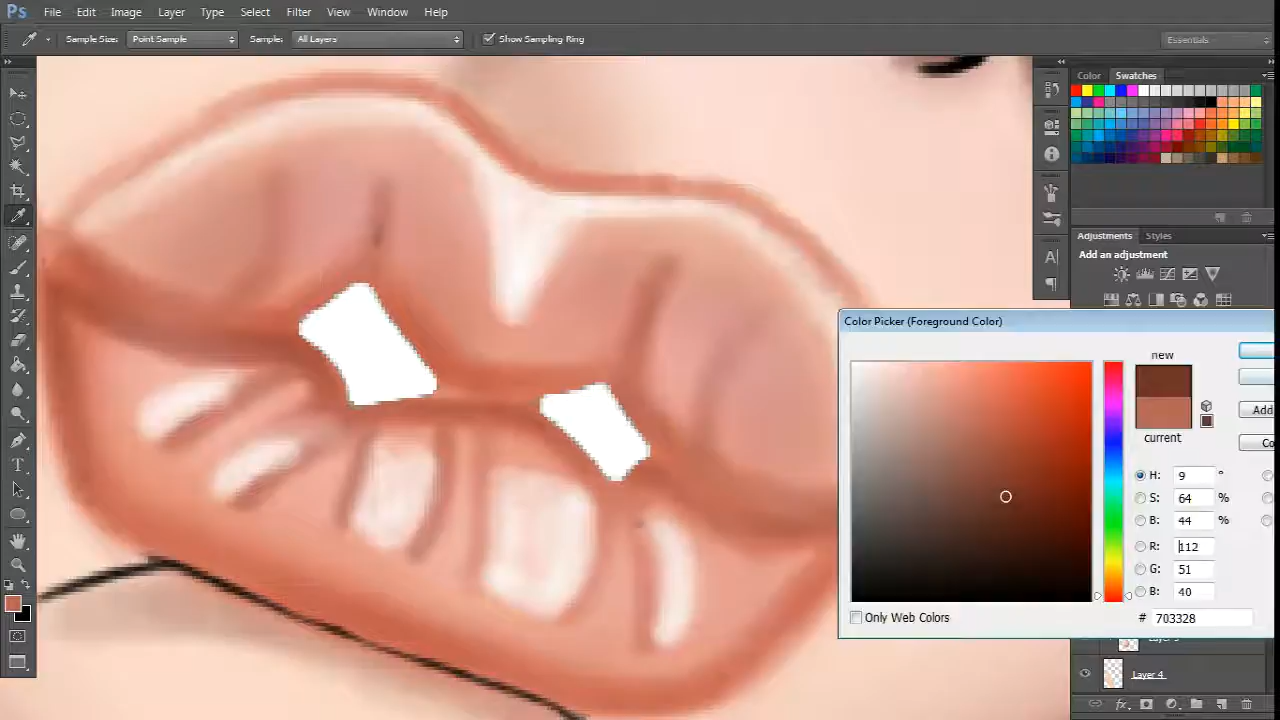 Ps File Edit Image Layer Type Select Filter View Window Help
Sample Size: Point Sample Sample: All Layers Show Sampling Ring Essentials
Color Swatches
Adjustments Styles
Add an adjustment
Color Picker (Foreground Color)
new
current
Add
Co
H: 9 °
S: 64 %
B: 44 %
R: 112
G: 51
B: 40
# 703328
Only Web Colors
Layer 4